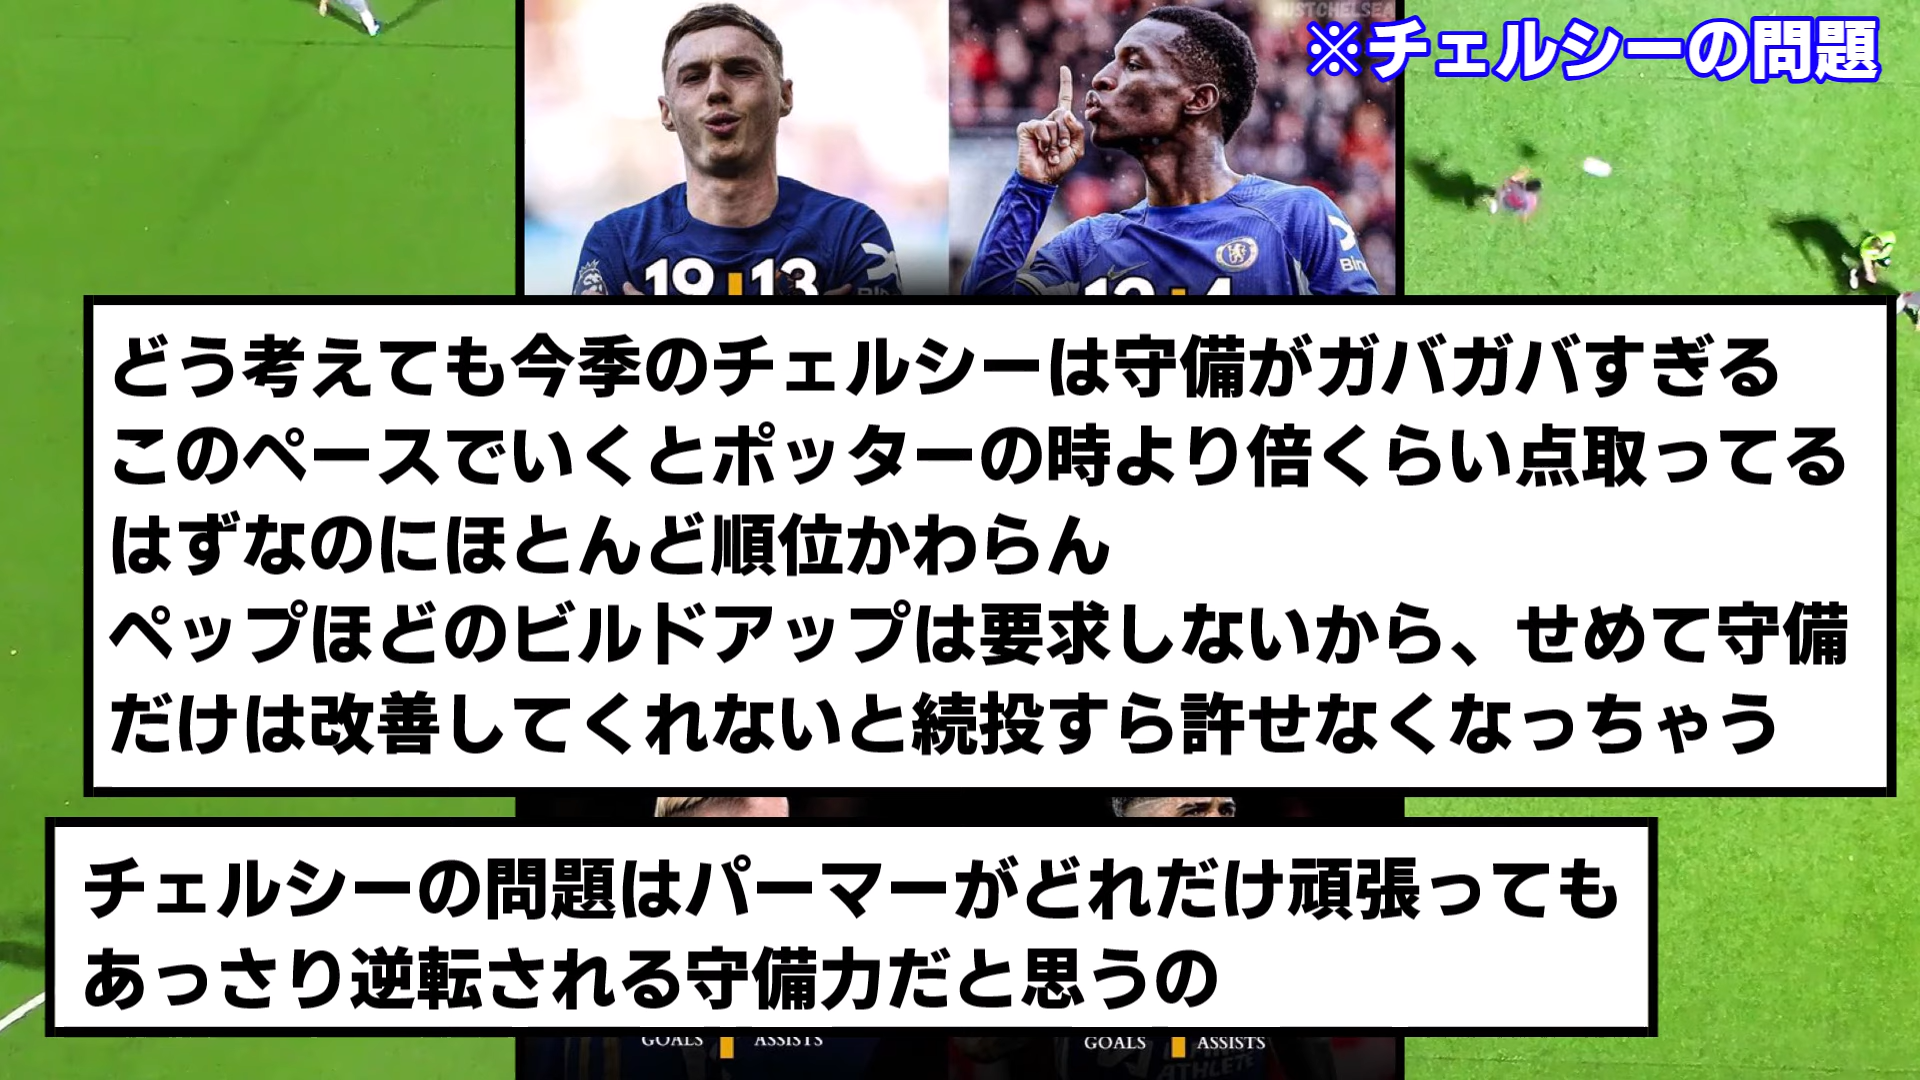 JUSTCHELSEA
※チェルシーの問題
19 13
どう考えても今季のチェルシーは守備がガバガバすぎる
このペースでいくとポッターの時より倍くらい点取ってる
はずなのにほとんど順位かわらん
ペップほどのビルドアップは要求しないから、せめて守備
だけは改善してくれないと続投すら許せなくなっちゃう
チェルシーの問題はパーマーがどれだけ頑張っても
あっさり逆転される守備力だと思うの
GOALS ASSISTS
GOALS ASSISTS
ATHLETE